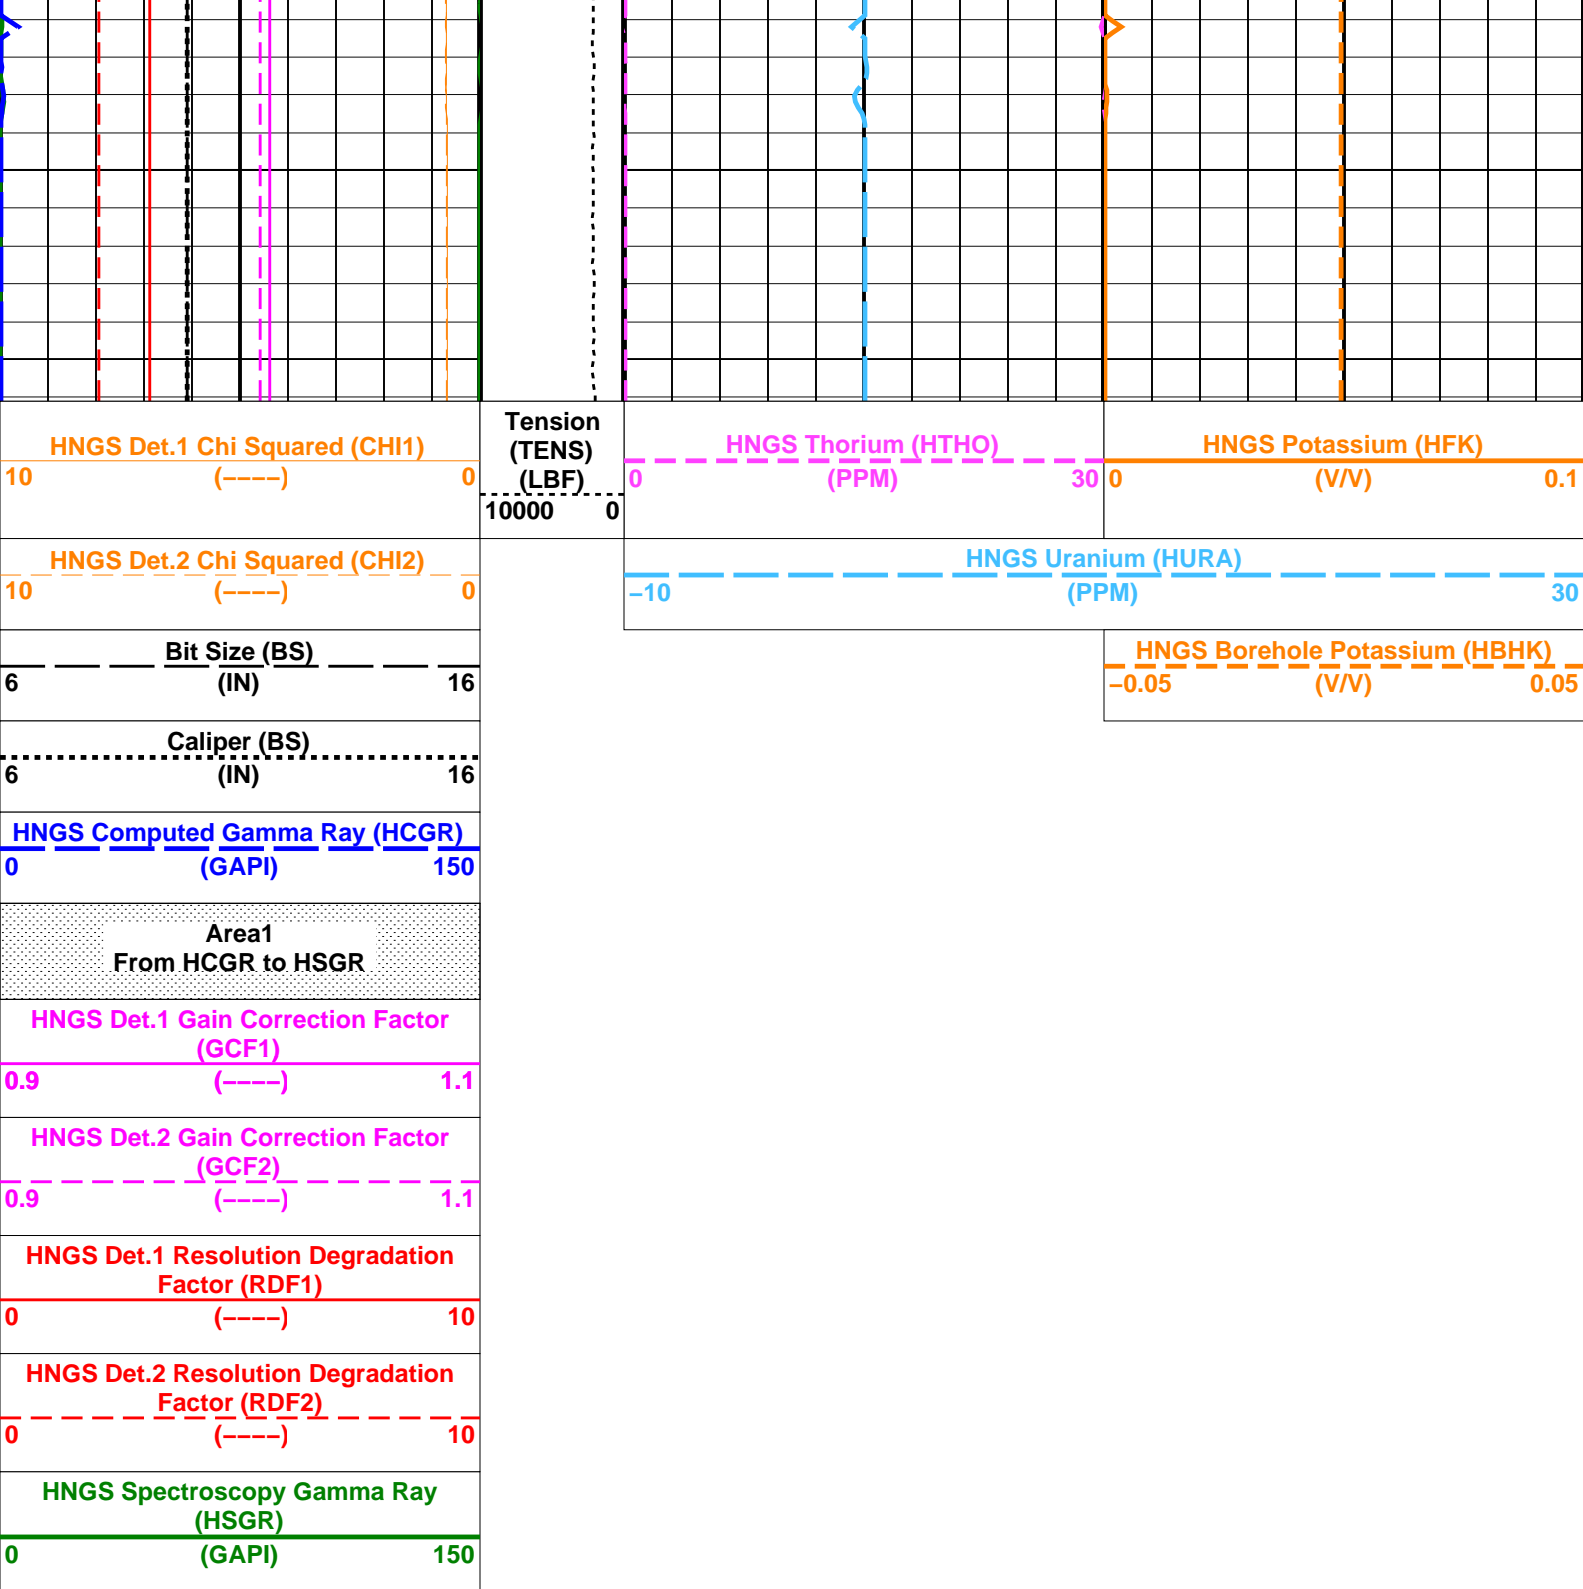 HNGS Det.1 Chi Squared (CHI1)
10 (−−−−) 0
Tension
(TENS)
(LBF)
10000 0
HNGS Thorium (HTHO)
0 (PPM) 30
HNGS Potassium (HFK)
0 (V/V) 0.1
HNGS Det.2 Chi Squared (CHI2)
10 (−−−−) 0
HNGS Uranium (HURA)
−10 (PPM) 30
Bit Size (BS)
6 (IN) 16
HNGS Borehole Potassium (HBHK)
−0.05 (V/V) 0.05
Caliper (BS)
6 (IN) 16
HNGS Computed Gamma Ray (HCGR)
0 (GAPI) 150
Area1
From HCGR to HSGR
HNGS Det.1 Gain Correction Factor
(GCF1)
0.9 (−−−−) 1.1
HNGS Det.2 Gain Correction Factor
(GCF2)
0.9 (−−−−) 1.1
HNGS Det.1 Resolution Degradation
Factor (RDF1)
0 (−−−−) 10
HNGS Det.2 Resolution Degradation
Factor (RDF2)
0 (−−−−) 10
HNGS Spectroscopy Gamma Ray
(HSGR)
0 (GAPI) 150